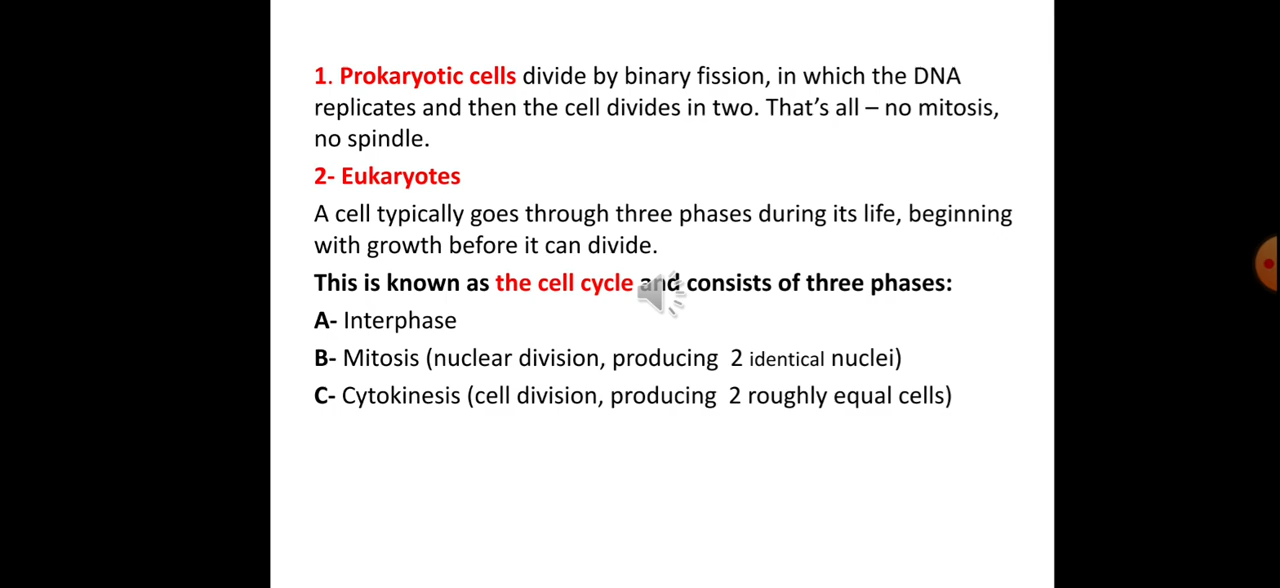 1. Prokaryotic cells divide by binary fission, in which the DNA
replicates and then the cell divides in two. That’s all – no mitosis,
no spindle.
2- Eukaryotes
A cell typically goes through three phases during its life, beginning
with growth before it can divide.
This is known as the cell cycle and consists of three phases:
A- Interphase
B- Mitosis (nuclear division, producing  2 identical nuclei)
C- Cytokinesis (cell division, producing  2 roughly equal cells)